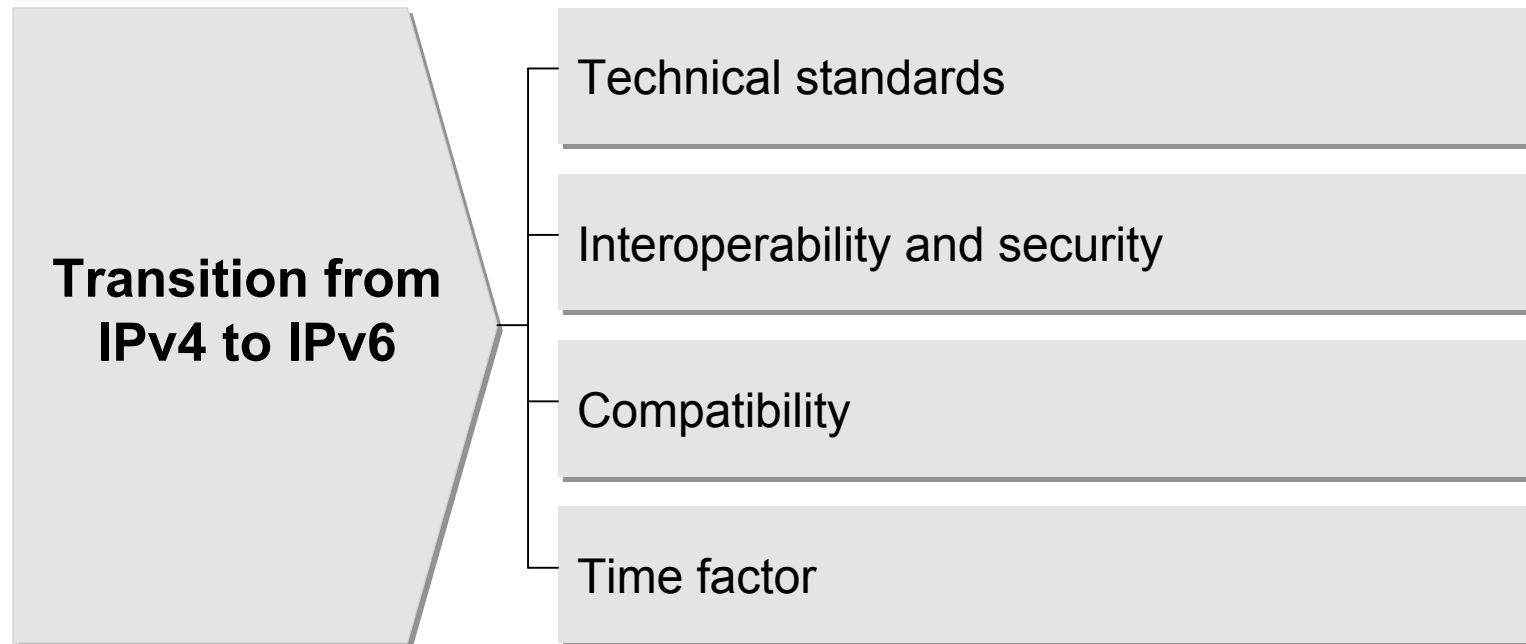 Transition from
IPv4 to IPv6
Technical standards
Interoperability and security
Compatibility
Time factor